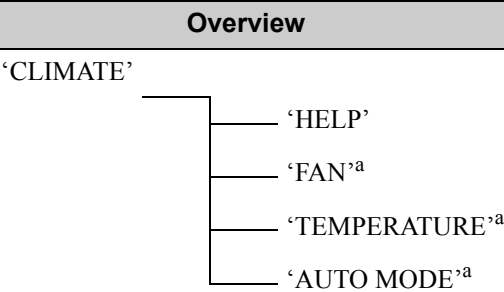 Overview
‘CLIMATE’
‘HELP’
‘FAN’a
‘TEMPERATURE’a
‘AUTO MODE’a